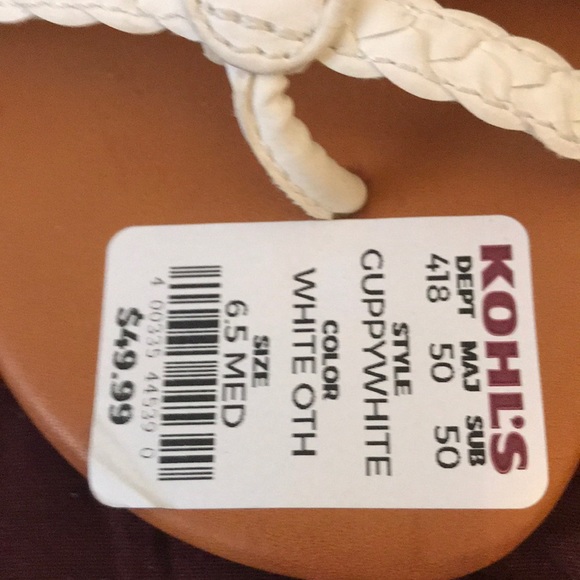 KOHL'S
DEPT MAJ SUB
418 50 50
STYLE
GUPPYWHITE
COLOR
WHITE OTH
SIZE
6.5 MED
4 00335 44539 0
$49.99